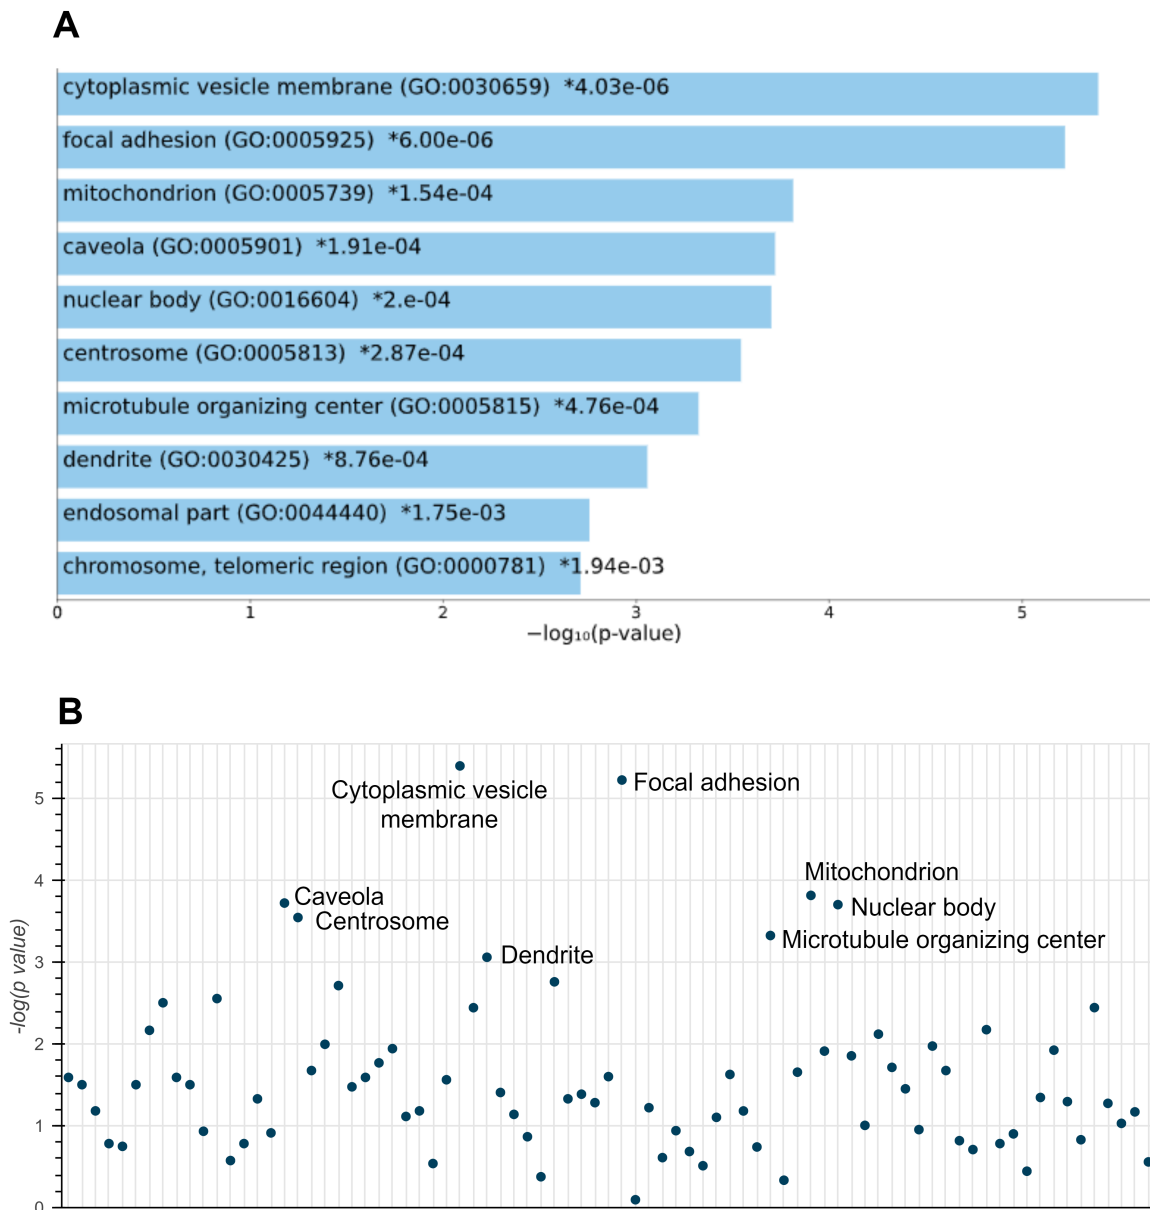 A
cytoplasmic vesicle membrane (GO:0030659) *4.03e-06
focal adhesion (GO:0005925) *6.00e-06
mitochondrion (GO:0005739) *1.54e-04
caveola (GO:0005901) *1.91e-04
nuclear body (GO:0016604) *2.e-04
centrosome (GO:0005813) *2.87e-04
microtubule organizing center (GO:0005815) *4.76e-04
dendrite (GO:0030425) *8.76e-04
endosomal part (GO:0044440) *1.75e-03
chromosome, telomeric region (GO:0000781) *1.94e-03
0 1 2 3 4 5
−log₁₀(p-value)
B
Cytoplasmic vesicle
membrane
Focal adhesion
5
Mitochondrion
4
Caveola
Nuclear body
Centrosome
Microtubule organizing center
Dendrite
3
-log(p value)
2
1
0